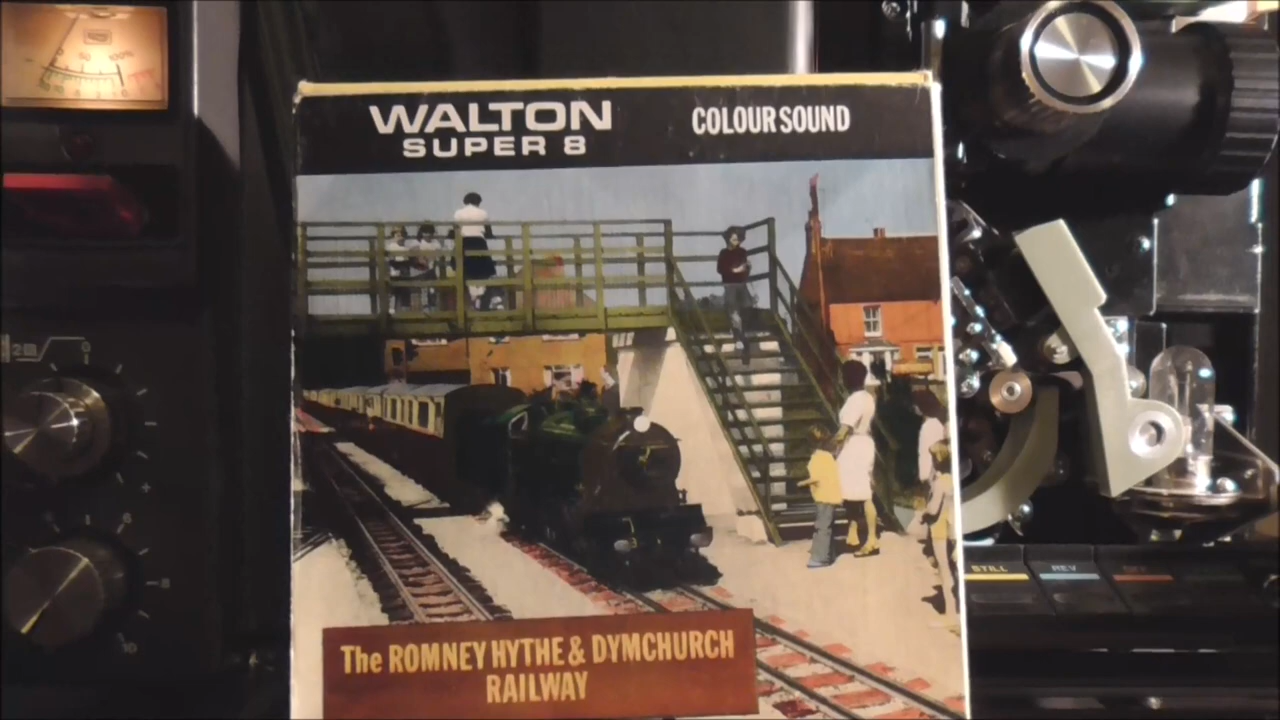 WALTON
SUPER 8
COLOUR SOUND
The ROMNEY HYTHE & DYMCHURCH
RAILWAY
STILL
REV